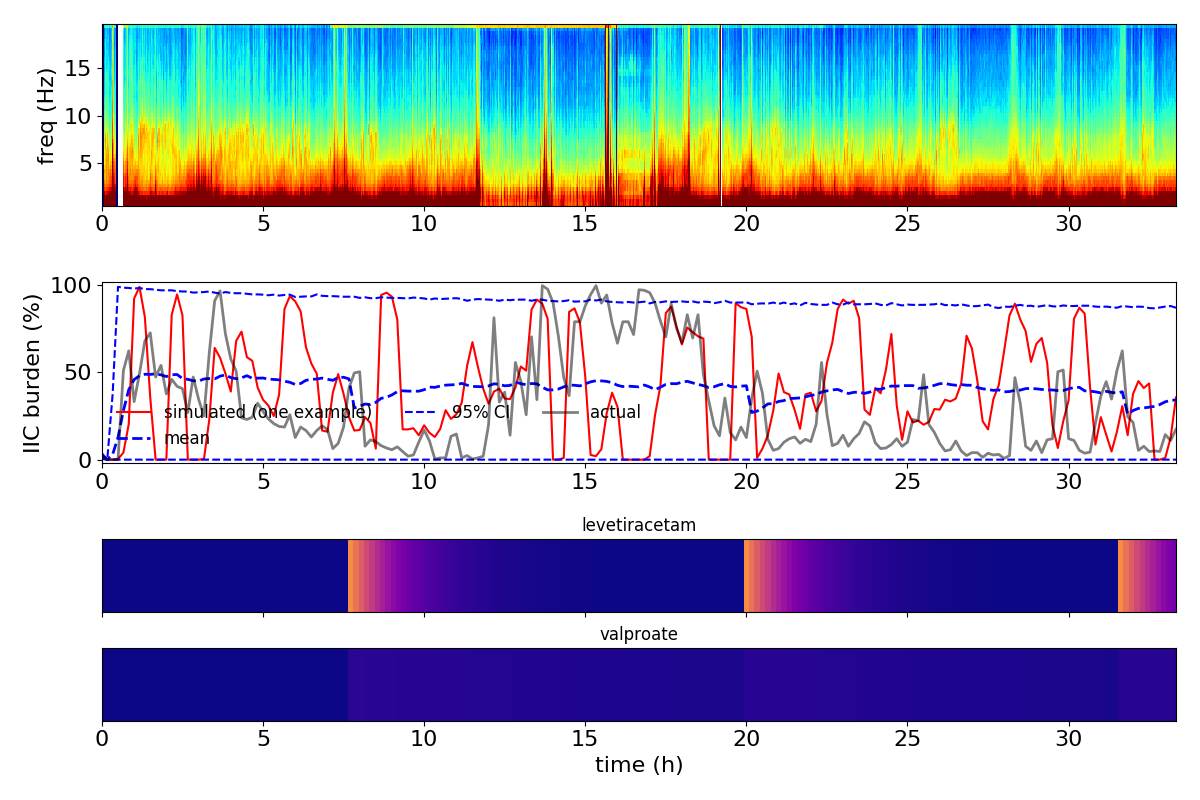 freq (Hz)
15
10
5
0 5 10 15 20 25 30
IIC burden (%)
100
50
0
simulated (one example) 95% CI actual
mean
0 5 10 15 20 25 30
levetiracetam
valproate
0 5 10 15 20 25 30
time (h)